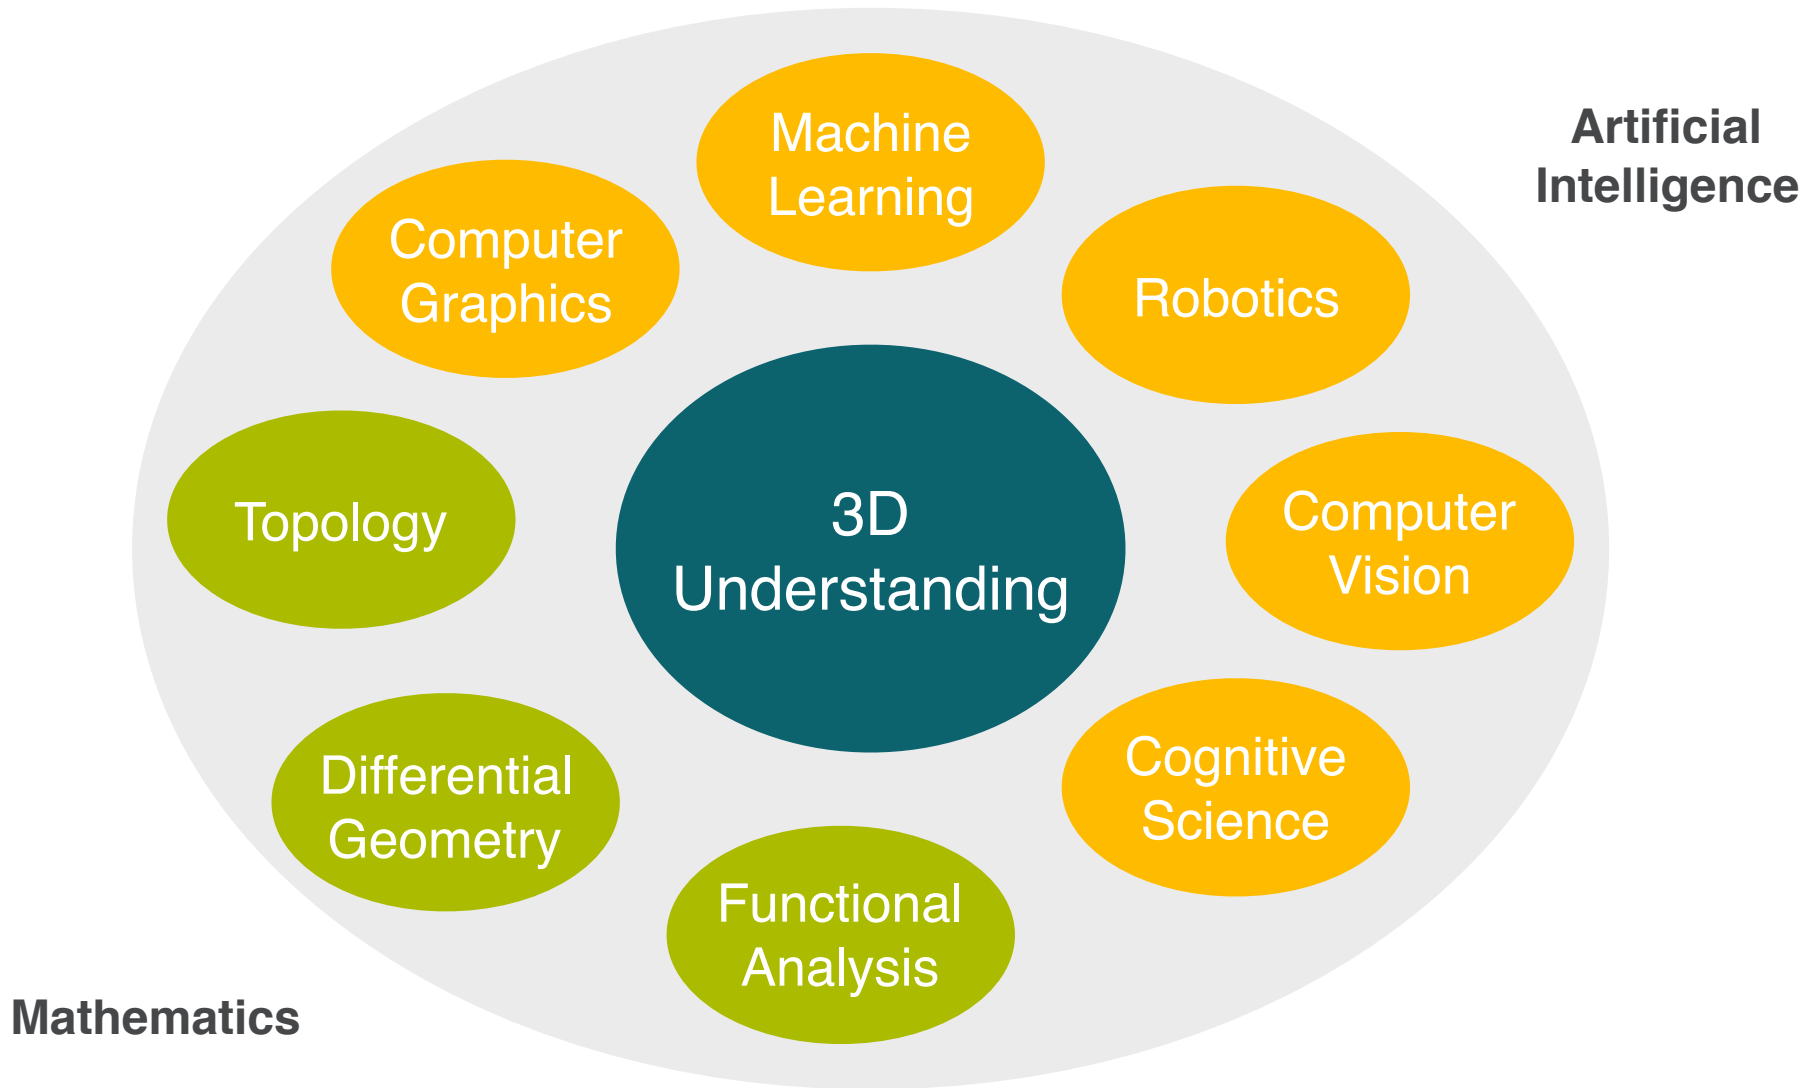 Machine
Learning
Artificial
Intelligence
Computer
Graphics
Robotics
Topology
3D
Understanding
Computer
Vision
Differential
Geometry
Cognitive
Science
Functional
Analysis
Mathematics